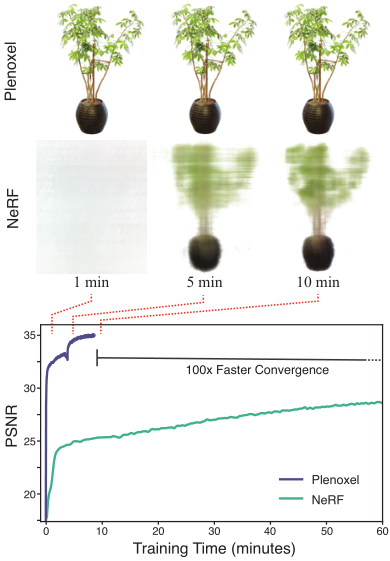 Plenoxel
NeRF
1 min 5 min 10 min
PSNR
35
30
25
20
100x Faster Convergence
Plenoxel
NeRF
0 10 20 30 40 50 60
Training Time (minutes)